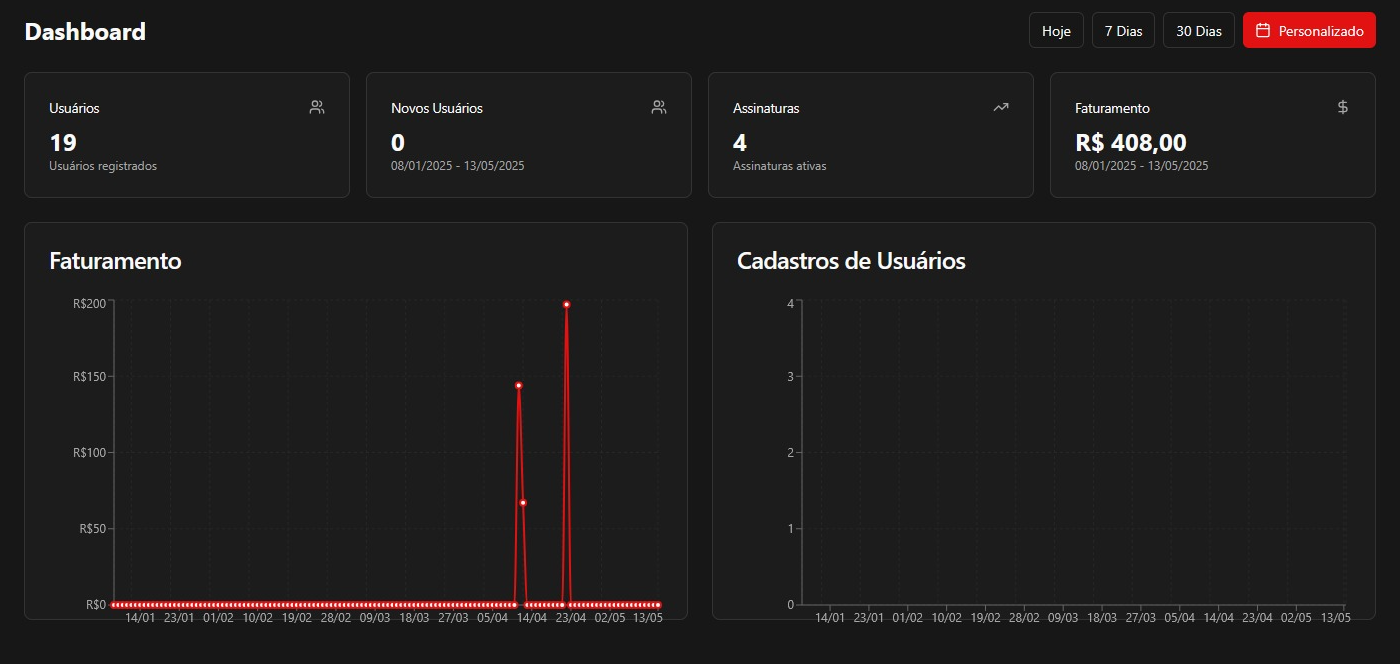 Dashboard
Hoje
7 Dias
30 Dias
Personalizado
Usuários
19
Usuários registrados
Novos Usuários
0
08/01/2025 - 13/05/2025
Assinaturas
4
Assinaturas ativas
Faturamento
R$ 408,00
08/01/2025 - 13/05/2025
Faturamento
R$200
R$150
R$100
R$50
R$0
14/01 23/01 01/02 10/02 19/02 28/02 09/03 18/03 27/03 05/04 14/04 23/04 02/05 13/05
Cadastros de Usuários
4
3
2
1
0
14/01 23/01 01/02 10/02 19/02 28/02 09/03 18/03 27/03 05/04 14/04 23/04 02/05 13/05